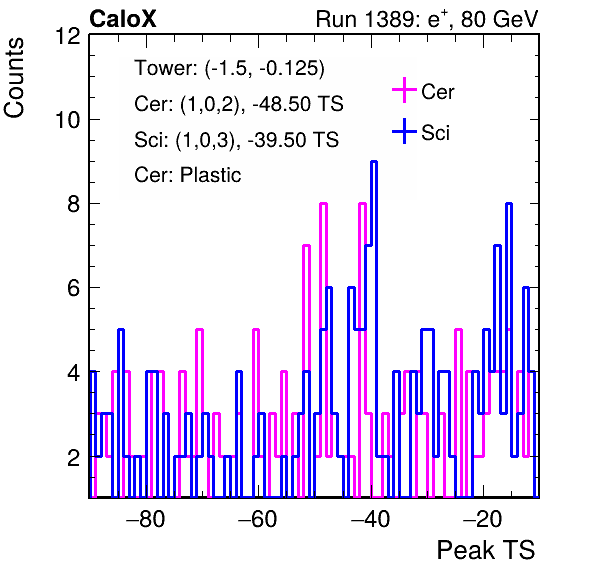 CaloX Run 1389: e⁺, 80 GeV
Counts
12
10
8
6
4
2
Tower: (-1.5, -0.125)
Cer: (1,0,2), -48.50 TS
Sci: (1,0,3), -39.50 TS
Cer: Plastic
Cer
Sci
−80 −60 −40 −20
Peak TS